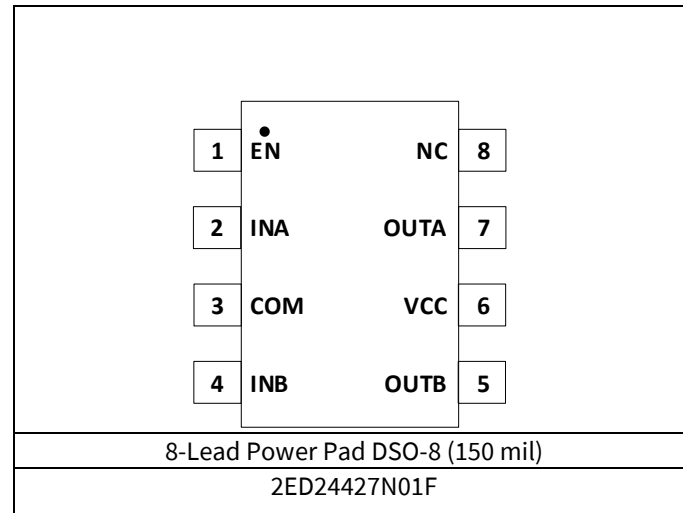 1 EN NC 8
2 INA OUTA 7
3 COM VCC 6
4 INB OUTB 5
8-Lead Power Pad DSO-8 (150 mil)
2ED24427N01F